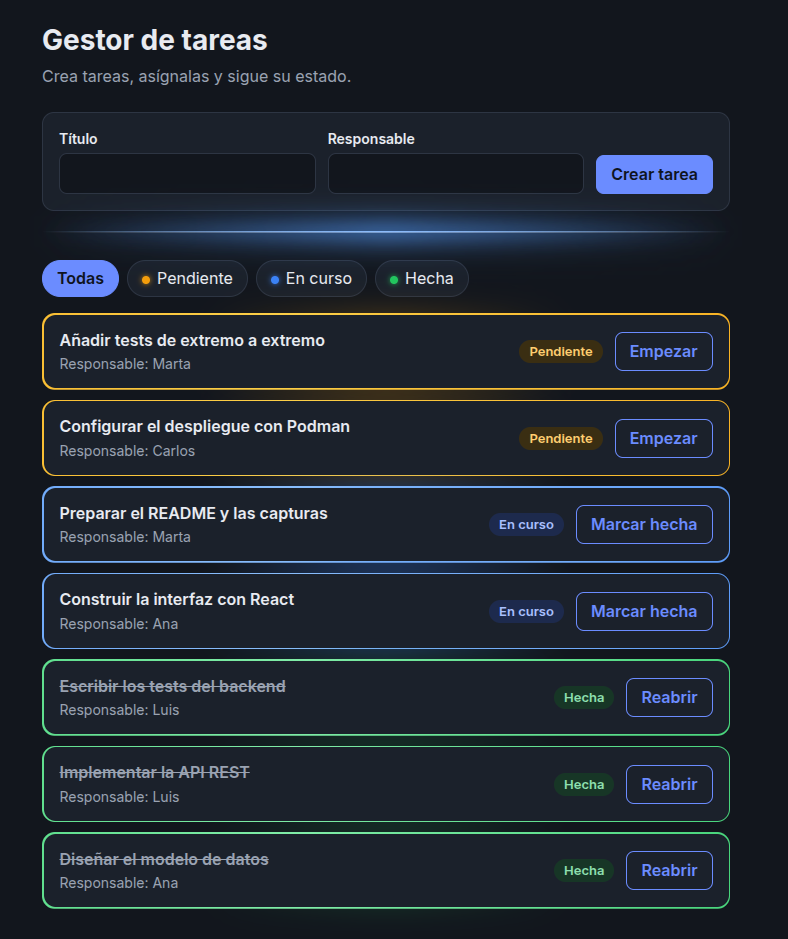 Gestor de tareas
Crea tareas, asígnalas y sigue su estado.
Título
Responsable
Crear tarea
Todas
Pendiente
En curso
Hecha
Añadir tests de extremo a extremo
Responsable: Marta
Pendiente
Empezar
Configurar el despliegue con Podman
Responsable: Carlos
Pendiente
Empezar
Preparar el README y las capturas
Responsable: Marta
En curso
Marcar hecha
Construir la interfaz con React
Responsable: Ana
En curso
Marcar hecha
Escribir los tests del backend
Responsable: Luis
Hecha
Reabrir
Implementar la API REST
Responsable: Luis
Hecha
Reabrir
Diseñar el modelo de datos
Responsable: Ana
Hecha
Reabrir